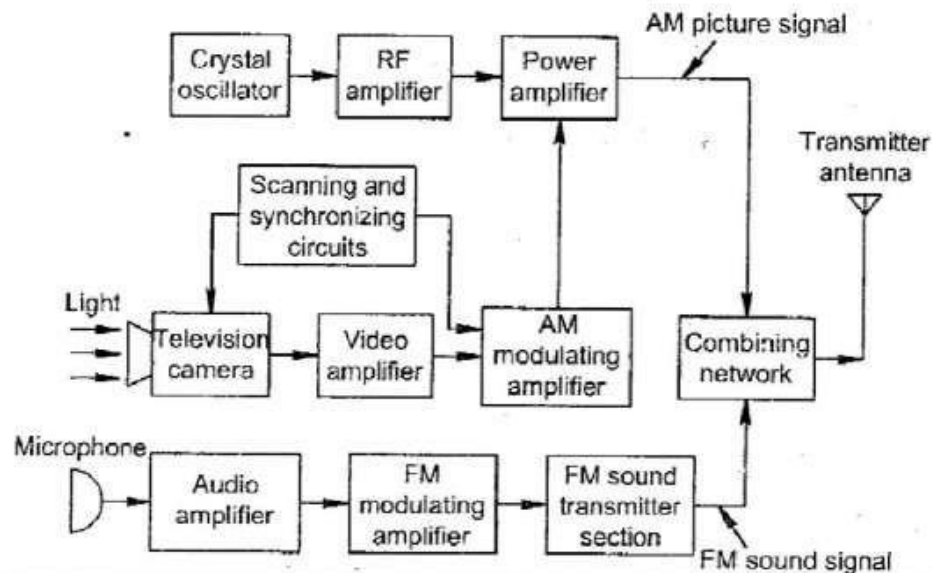 AM picture signal
Crystal
oscillator
RF
amplifier
Power
amplifier
Transmitter
antenna
Scanning and
synchronizing
circuits
Light
Television
camera
Video
amplifier
AM
modulating
amplifier
Combining
network
Microphone
Audio
amplifier
FM
modulating
amplifier
FM sound
transmitter
section
FM sound signal